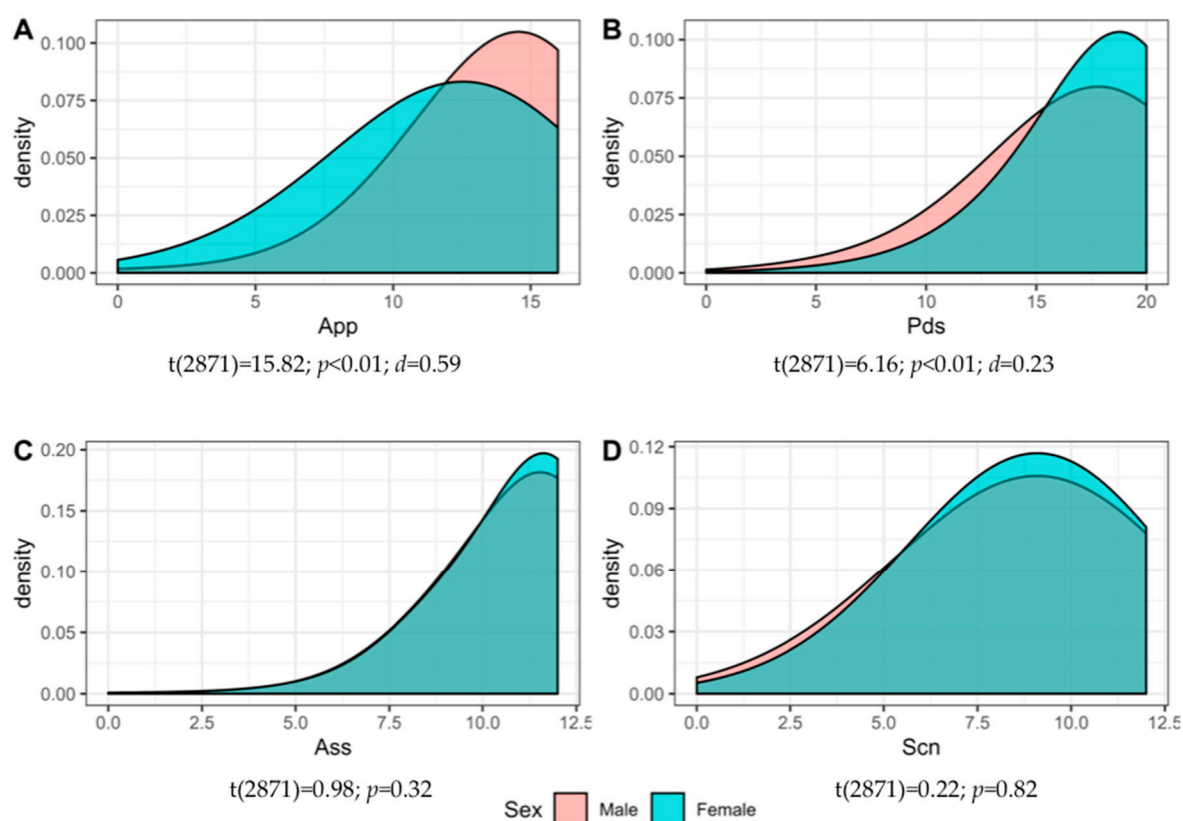 A
0.100
0.075
0.050
0.025
0.000
density
0 5 10 15
App
t(2871)=15.82; p<0.01; d=0.59
B
0.100
0.075
0.050
0.025
0.000
density
0 5 10 15 20
Pds
t(2871)=6.16; p<0.01; d=0.23
C
0.20
0.15
0.10
0.05
0.00
density
0.0 2.5 5.0 7.5 10.0 12.5
Ass
t(2871)=0.98; p=0.32
D
0.12
0.09
0.06
0.03
0.00
density
0.0 2.5 5.0 7.5 10.0 12.5
Scn
t(2871)=0.22; p=0.82
Sex Male Female